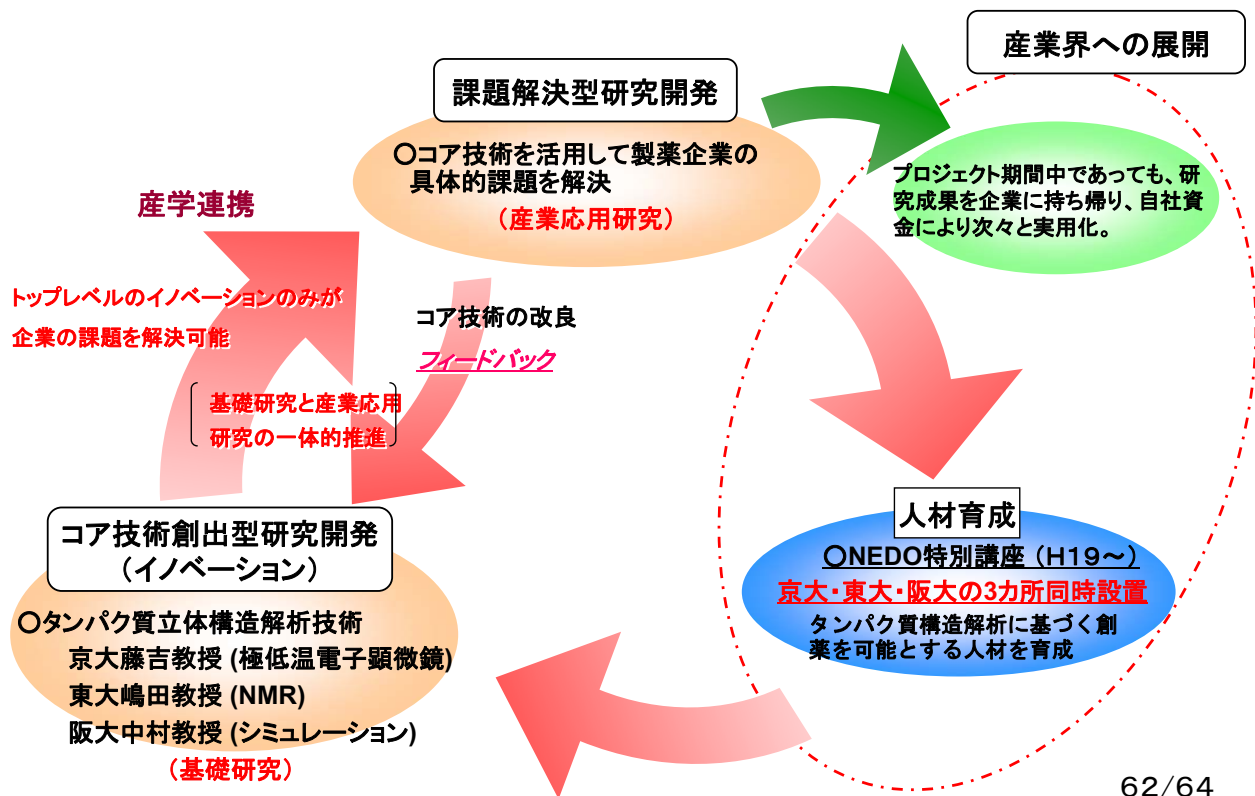 産業界への展開
課題解決型研究開発
〇コア技術を活用して製薬企業の
具体的課題を解決
(産業応用研究)
プロジェクト期間中であっても、研
究成果を企業に持ち帰り、自社資
金により次々と実用化。
産学連携
トップレベルのイノベーションのみが
企業の課題を解決可能
コア技術の改良
フィードバック
基礎研究と産業応用
研究の一体的推進
コア技術創出型研究開発
(イノベーション)
〇タンパク質立体構造解析技術
京大藤吉教授 (極低温電子顕微鏡)
東大嶋田教授 (NMR)
阪大中村教授 (シミュレーション)
(基礎研究)
人材育成
〇NEDO特別講座 (H19～)
京大・東大・阪大の3カ所同時設置
タンパク質構造解析に基づく創
薬を可能とする人材を育成
62/64